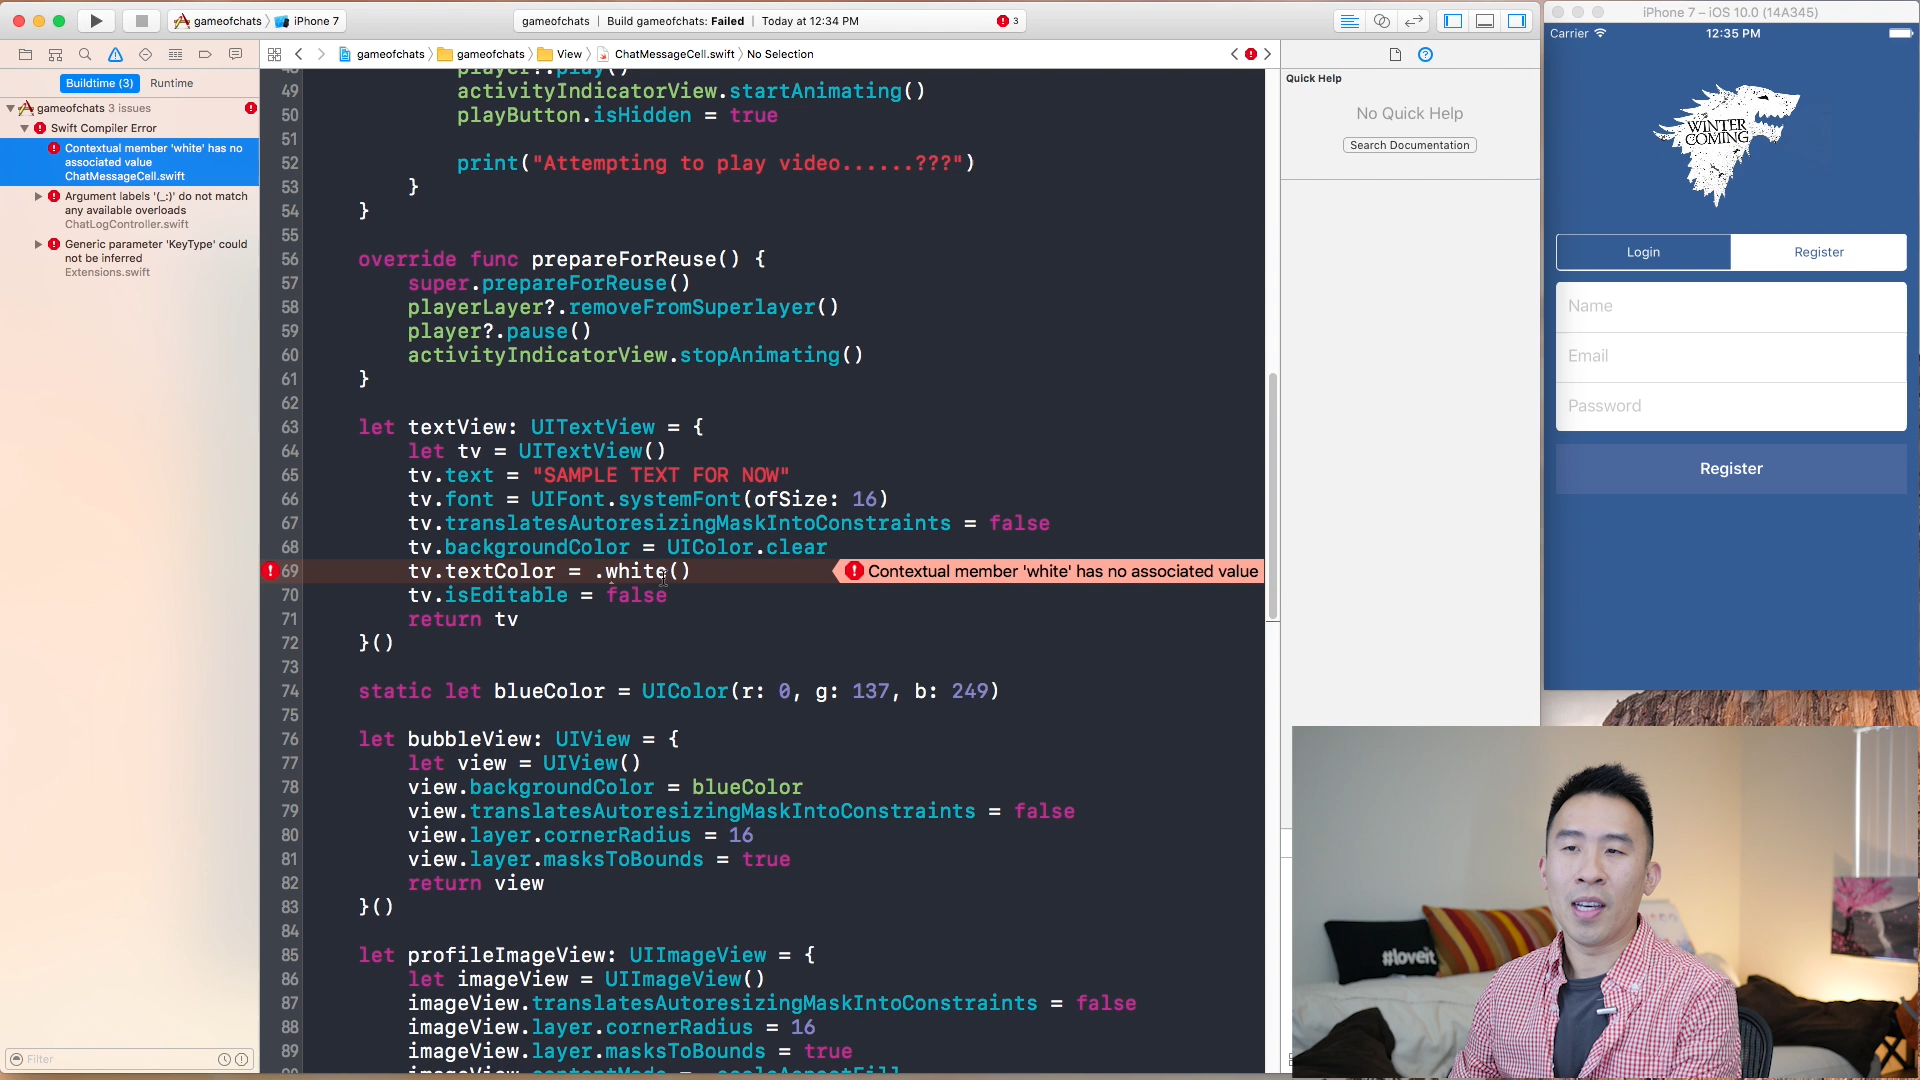 gameofchats
iPhone 7
gameofchats
Build gameofchats: Failed
Today at 12:34 PM
3
Buildtime (3)
Runtime
gameofchats 3 issues
Swift Compiler Error
Contextual member 'white' has no
associated value
ChatMessageCell.swift
Argument labels '(_:)' do not match
any available overloads
ChatLogController.swift
Generic parameter 'KeyType' could
not be inferred
Extensions.swift
Filter
gameofchats
gameofchats
View
ChatMessageCell.swift
No Selection
player?.play()
49 activityIndicatorView.startAnimating()
50 playButton.isHidden = true
51
52 print("Attempting to play video......???")
53 }
54 }
55
56 override func prepareForReuse() {
57 super.prepareForReuse()
58 playerLayer?.removeFromSuperlayer()
59 player?.pause()
60 activityIndicatorView.stopAnimating()
61 }
62
63 let textView: UITextView = {
64 let tv = UITextView()
65 tv.text = "SAMPLE TEXT FOR NOW"
66 tv.font = UIFont.systemFont(ofSize: 16)
67 tv.translatesAutoresizingMaskIntoConstraints = false
68 tv.backgroundColor = UIColor.clear
69 tv.textColor = .white() Contextual member 'white' has no associated value
70 tv.isEditable = false
71 return tv
72 }()
73
74 static let blueColor = UIColor(r: 0, g: 137, b: 249)
75
76 let bubbleView: UIView = {
77 let view = UIView()
78 view.backgroundColor = blueColor
79 view.translatesAutoresizingMaskIntoConstraints = false
80 view.layer.cornerRadius = 16
81 view.layer.masksToBounds = true
82 return view
83 }()
84
85 let profileImageView: UIImageView = {
86 let imageView = UIImageView()
87 imageView.translatesAutoresizingMaskIntoConstraints = false
88 imageView.layer.cornerRadius = 16
89 imageView.layer.masksToBounds = true
Quick Help
No Quick Help
Search Documentation
iPhone 7 – iOS 10.0 (14A345)
Carrier
12:35 PM
WINTER
COMING
Login
Register
Name
Email
Password
Register
#loveit